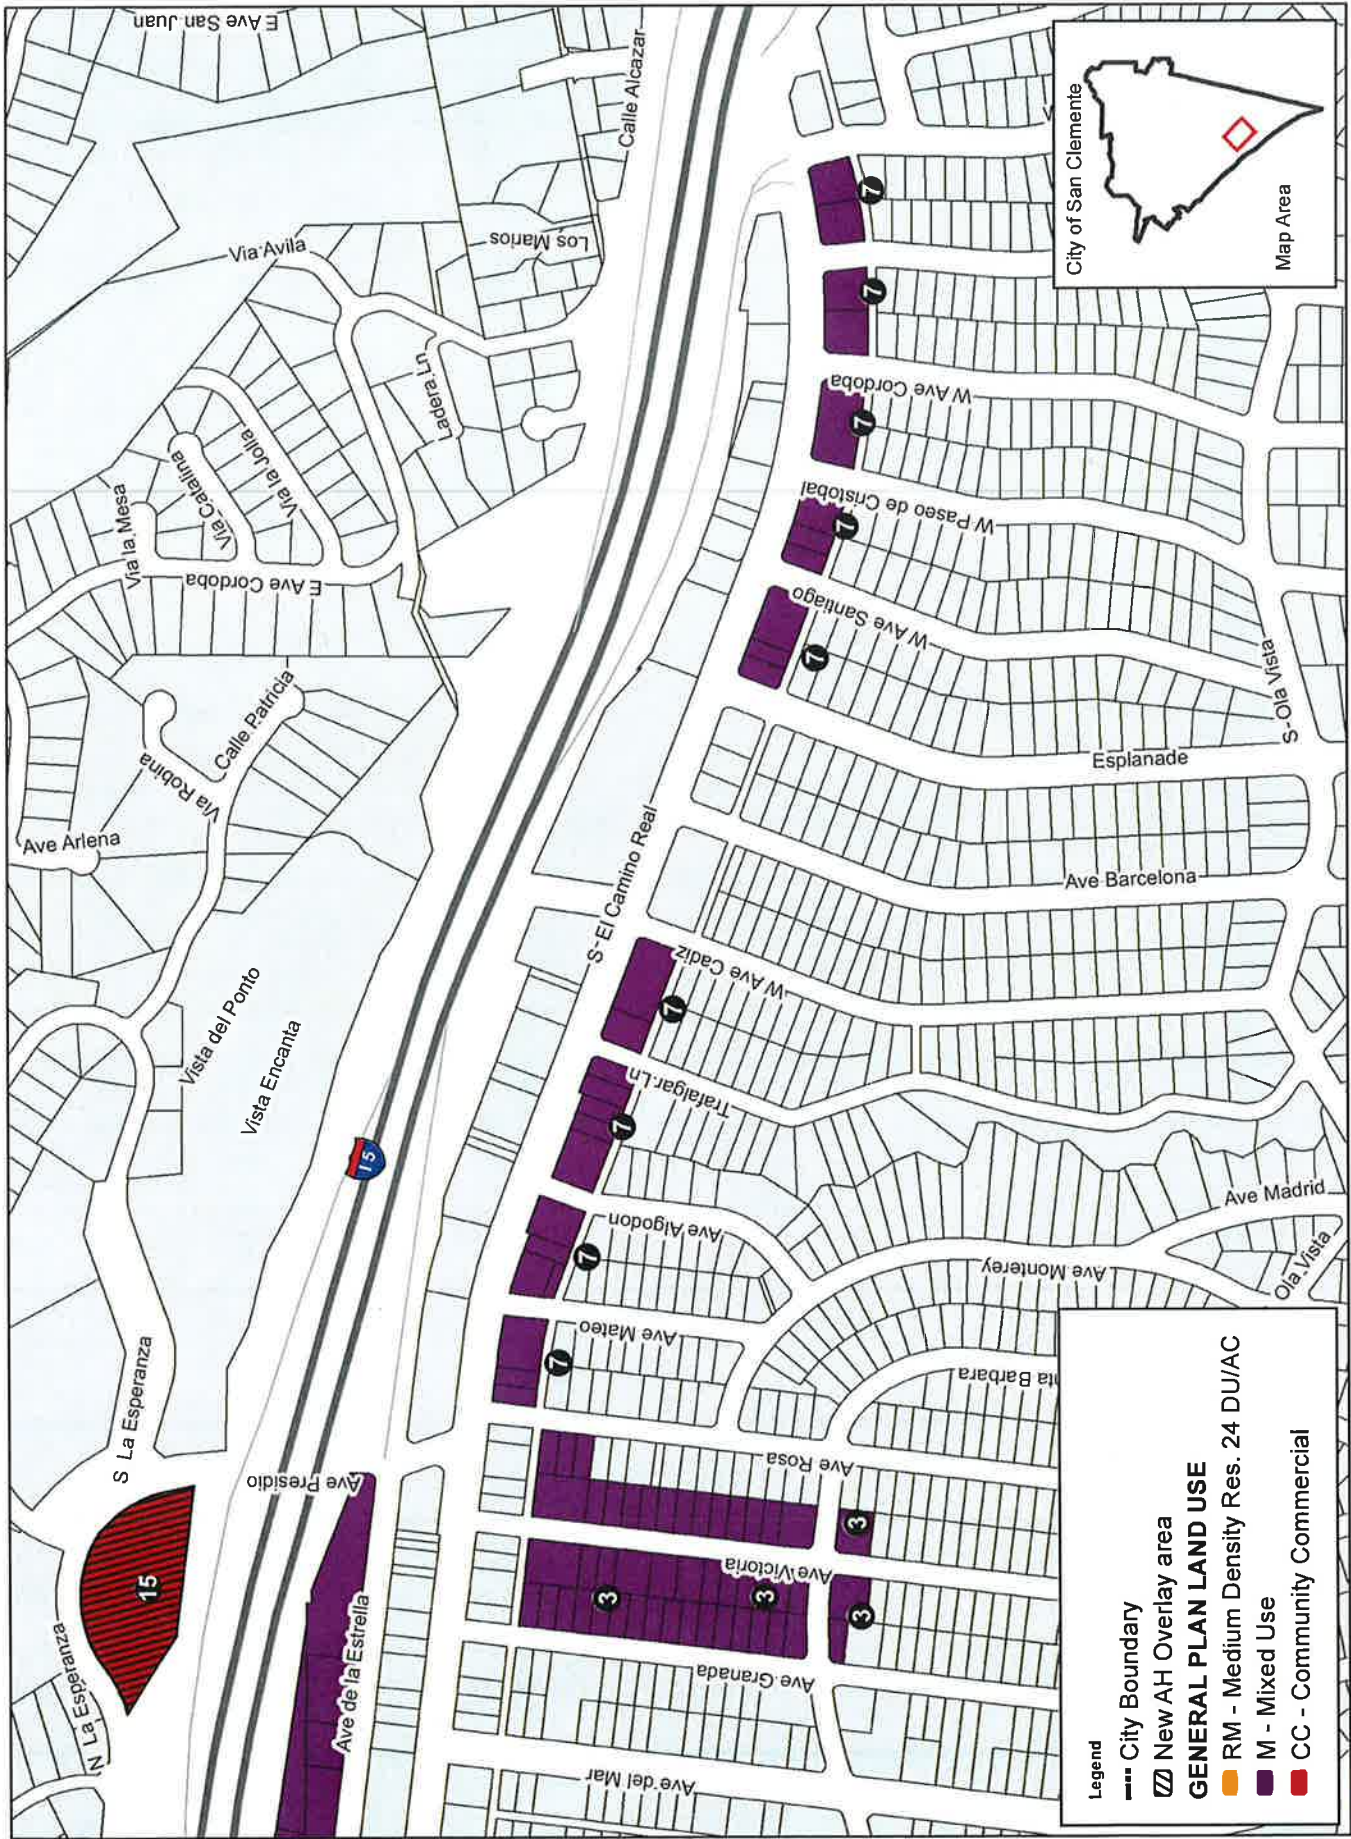 E Ave San Juan
Calle Alcazar
Los Marios
Via Avila
Ladera Ln
Via la Jolla
Via Catalina
Via la Mesa
E Ave Cordoba
Calle Patricia
Via Robina
Ave Arlena
Vista del Ponto
Vista Encanta
S La Esperanza
N La Esperanza
15
Ave Presidio
I 5
Ave de la Estrella
S El Camino Real
W Ave Cordoba
W Paseo de Cristobal
W Ave Santiago
Esplanade
Ave Barcelona
S Ola Vista
W Ave Cadiz
Trafalgar Ln
Ave Algodon
Ave Mateo
Ave Monterey
Ave Madrid
Ola Vista
nta Barbara
Ave Rosa
Ave Victoria
Ave Granada
Ave del Mar
7
7
7
7
7
7
7
7
7
3
3
3
3
City of San Clemente
Map Area
Legend
City Boundary
New AH Overlay area
GENERAL PLAN LAND USE
RM - Medium Density Res. 24 DU/AC
M - Mixed Use
CC - Community Commercial